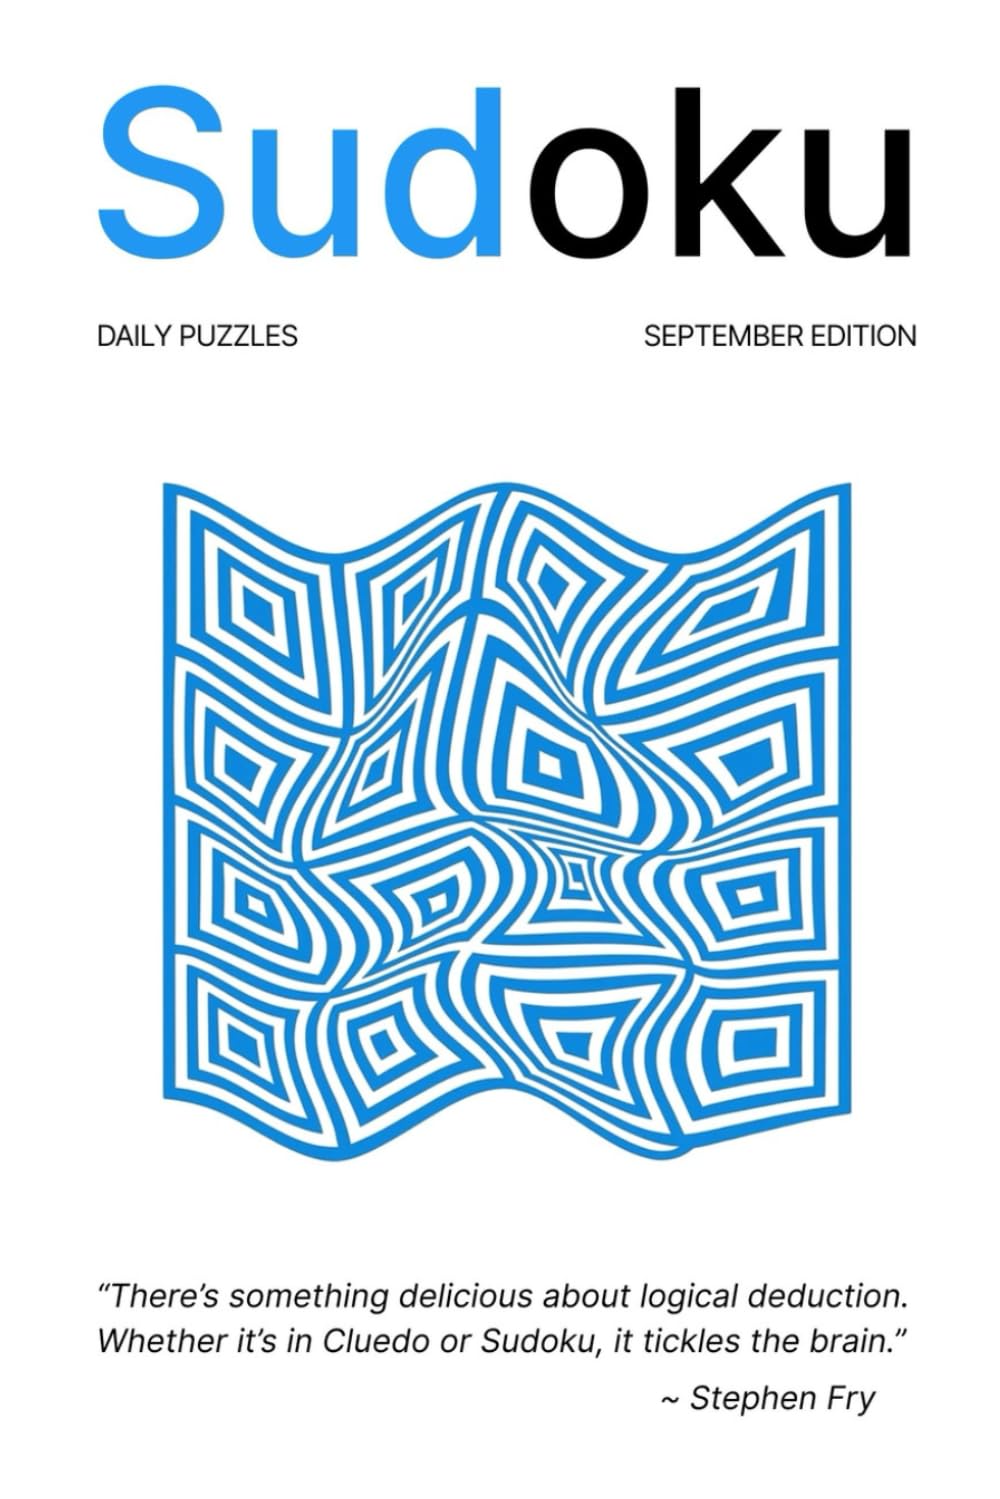 Sudoku
DAILY PUZZLES
SEPTEMBER EDITION
“There’s something delicious about logical deduction.
Whether it’s in Cluedo or Sudoku, it tickles the brain.”
~ Stephen Fry